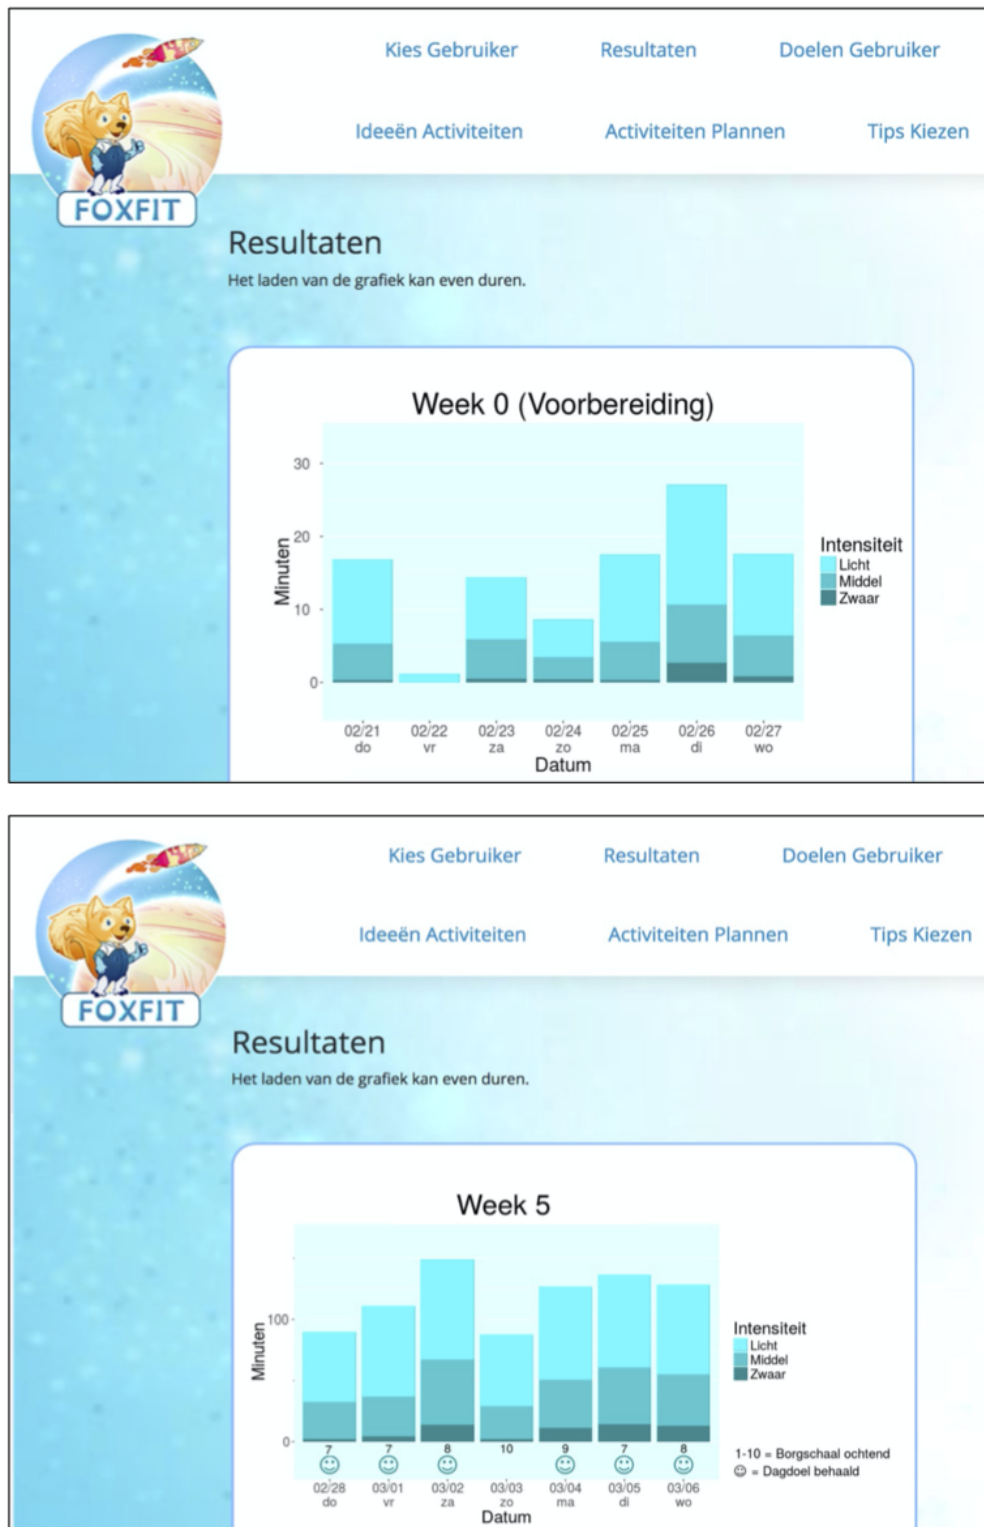 Kies Gebruiker Resultaten Doelen Gebruiker
Ideeën Activiteiten Activiteiten Plannen Tips Kiezen
FOXFIT
Resultaten
Het laden van de grafiek kan even duren.
Week 0 (Voorbereiding)
Minuten
30
20
10
0
Intensiteit
Licht
Middel
Zwaar
02/21 02/22 02/23 02/24 02/25 02/26 02/27
do vr za zo ma di wo
Datum
Kies Gebruiker Resultaten Doelen Gebruiker
Ideeën Activiteiten Activiteiten Plannen Tips Kiezen
FOXFIT
Resultaten
Het laden van de grafiek kan even duren.
Week 5
Minuten
100
0
Intensiteit
Licht
Middel
Zwaar
7 7 8 10 9 7 8
1-10 = Borgschaal ochtend
☺ = Dagdoel behaald
02/28 03/01 03/02 03/03 03/04 03/05 03/06
do vr za zo ma di wo
Datum